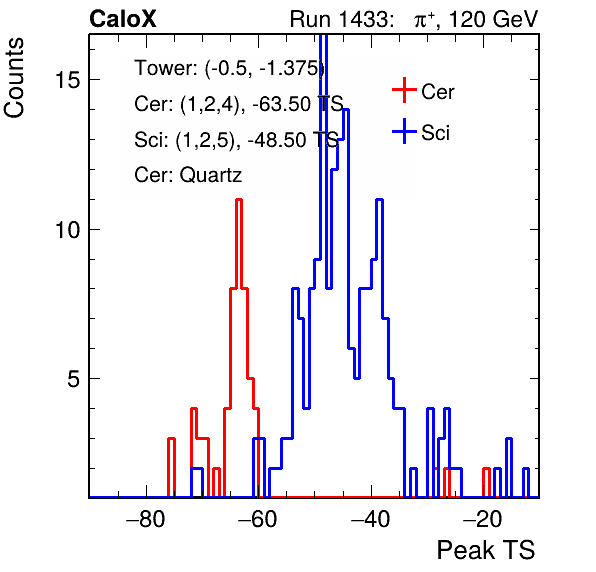 CaloX Run 1433: π⁺, 120 GeV
Counts
Tower: (-0.5, -1.375)
Cer: (1,2,4), -63.50 TS
Sci: (1,2,5), -48.50 TS
Cer: Quartz
Cer
Sci
15
10
5
−80 −60 −40 −20
Peak TS